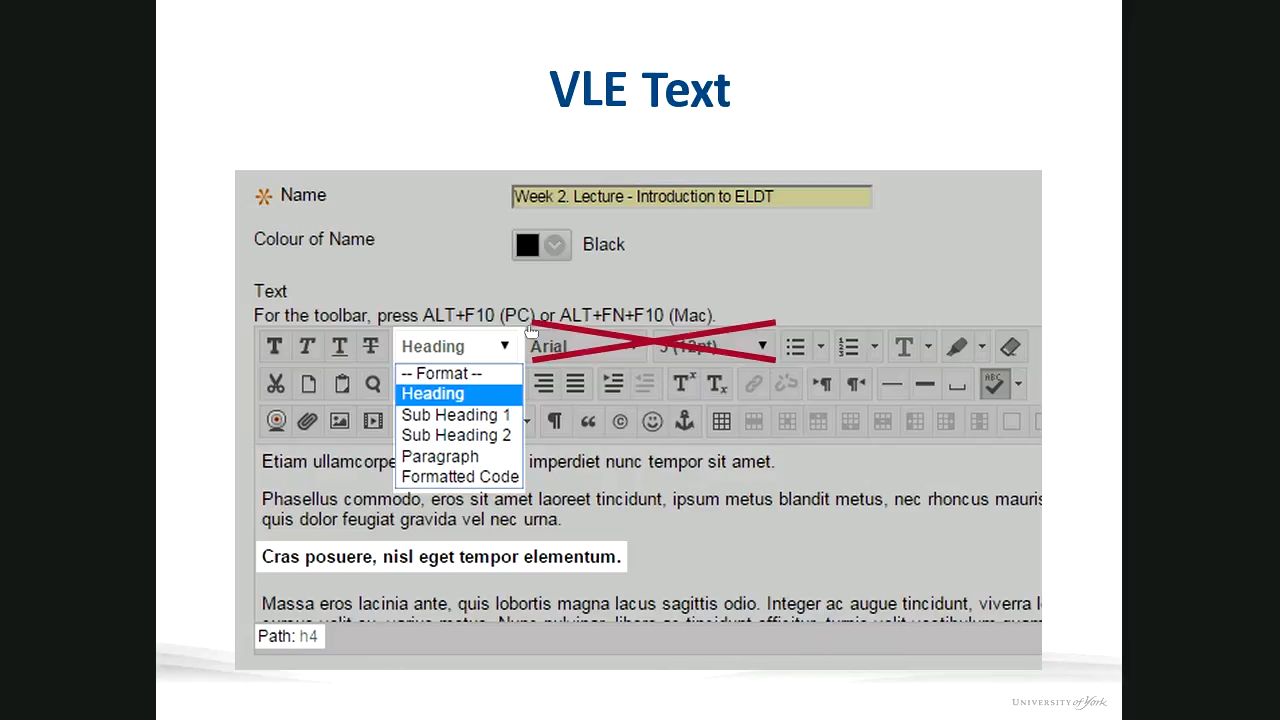 VLE Text
Name
Week 2. Lecture - Introduction to ELDT
Colour of Name
Black
Text
For the toolbar, press ALT+F10 (PC) or ALT+FN+F10 (Mac).
T T T T Heading Arial 3 (12pt) T
-- Format --
Heading
Sub Heading 1
Sub Heading 2
Paragraph
Formatted Code
ABC
Etiam ullamcorpe imperdiet nunc tempor sit amet.
Phasellus commodo, eros sit amet laoreet tincidunt, ipsum metus blandit metus, nec rhoncus mauris
quis dolor feugiat gravida vel nec urna.
Cras posuere, nisl eget tempor elementum.
Massa eros lacinia ante, quis lobortis magna lacus sagittis odio. Integer ac augue tincidunt, viverra l
Path: h4
UNIVERSITY of York